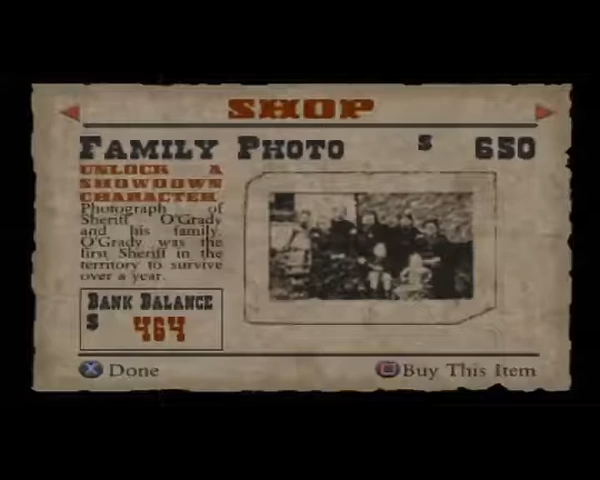 SHOP
FAMILY PHOTO $ 650
UNLOCK A
SHOWDOWN
CHARACTER
Photograph of
Sheriff O'Grady
and his family.
O'Grady was the
first Sheriff in the
territory to survive
over a year.
BANK BALANCE
$ 464
Done
Buy This Item